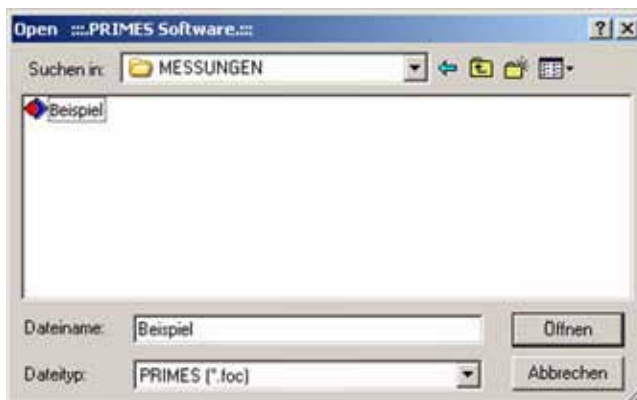 Open :::.PRIMES Software.:::
Suchen in: MESSUNGEN
Beispiel
Dateiname: Beispiel Öffnen
Dateityp: PRIMES (*.foc) Abbrechen